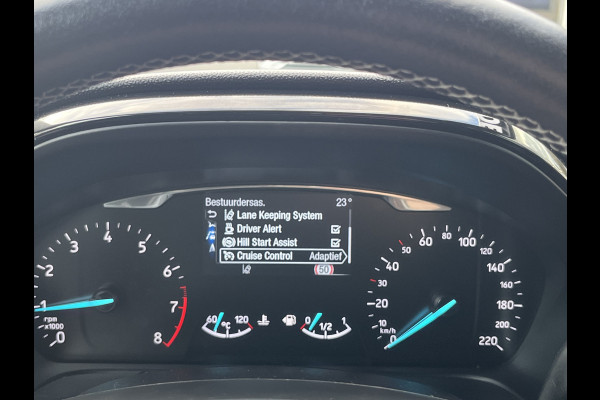 Bestuurdersas. 23°
Lane Keeping System
Driver Alert
Hill Start Assist
Cruise Control Adaptief
50
0 1 2 3 4 5 6 7 8
rpm
x1000
60 °C 120
0 1/2 1
0 10 20 30 40 50 60 80 100 120 140 160 180 200 220
km/h